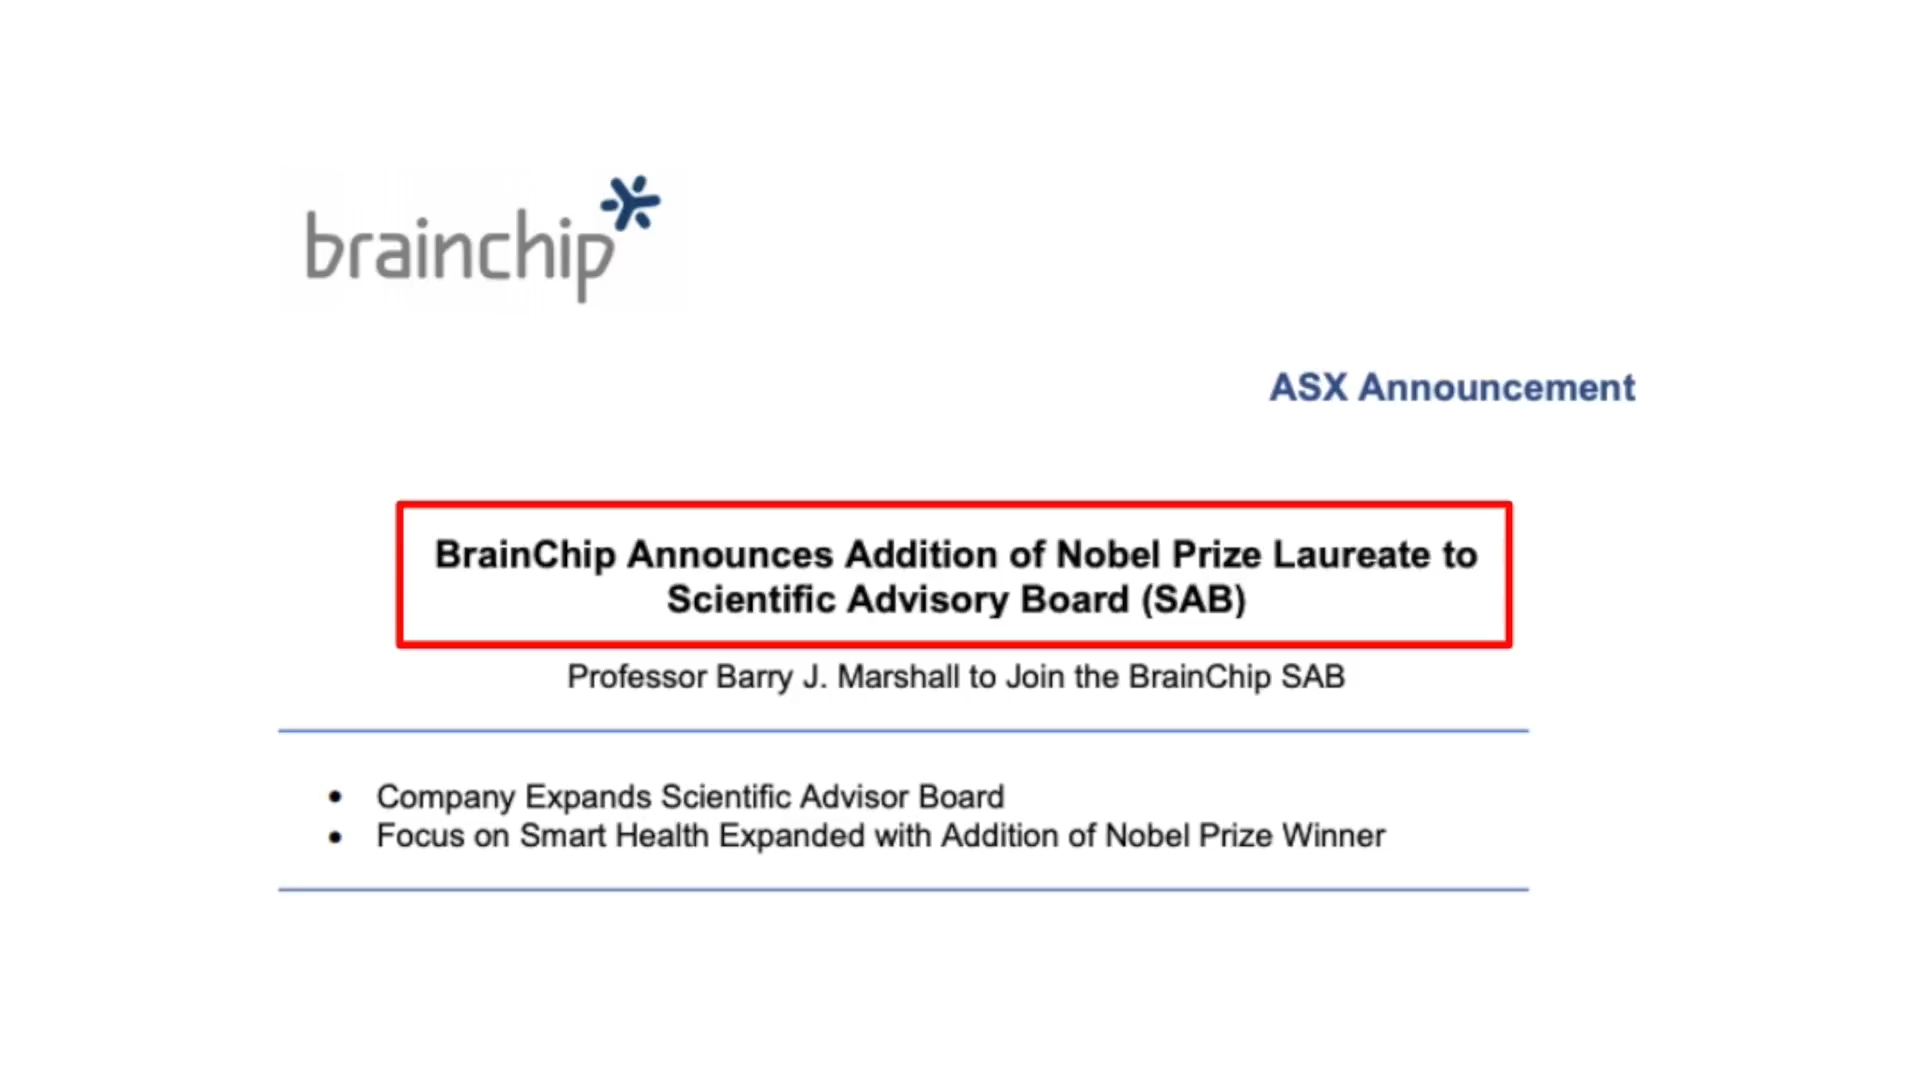 brainchip
ASX Announcement
BrainChip Announces Addition of Nobel Prize Laureate to
Scientific Advisory Board (SAB)
Professor Barry J. Marshall to Join the BrainChip SAB
• Company Expands Scientific Advisor Board
• Focus on Smart Health Expanded with Addition of Nobel Prize Winner